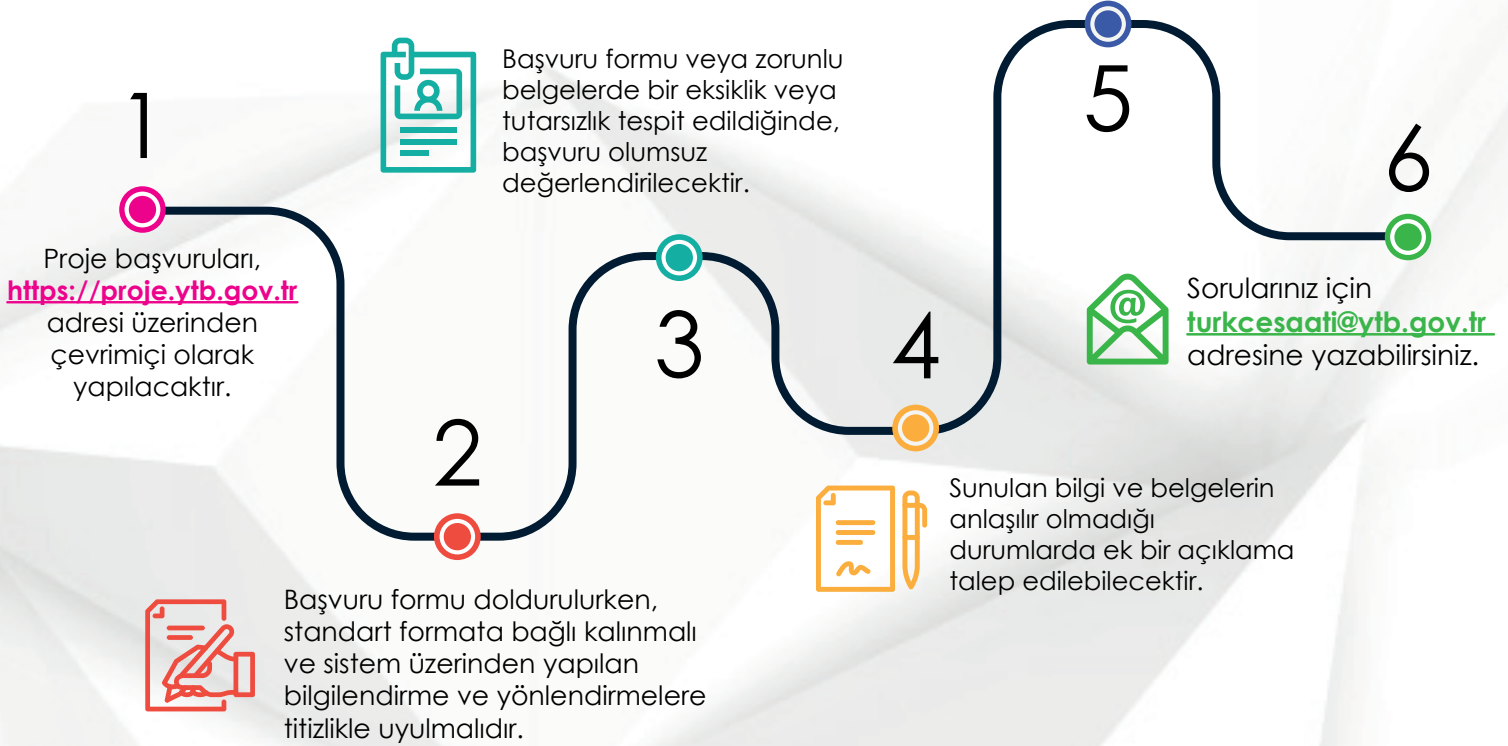 1
Proje başvuruları,
https://proje.ytb.gov.tr
adresi üzerinden
çevrimiçi olarak
yapılacaktır.
2
Başvuru formu doldurulurken,
standart formata bağlı kalınmalı
ve sistem üzerinden yapılan
bilgilendirme ve yönlendirmelere
titizlikle uyulmalıdır.
3
Başvuru formu veya zorunlu
belgelerde bir eksiklik veya
tutarsızlık tespit edildiğinde,
başvuru olumsuz
değerlendirilecektir.
4
Sunulan bilgi ve belgelerin
anlaşılır olmadığı
durumlarda ek bir açıklama
talep edilebilecektir.
5
6
@
Sorularınız için
turkcesaati@ytb.gov.tr
adresine yazabilirsiniz.